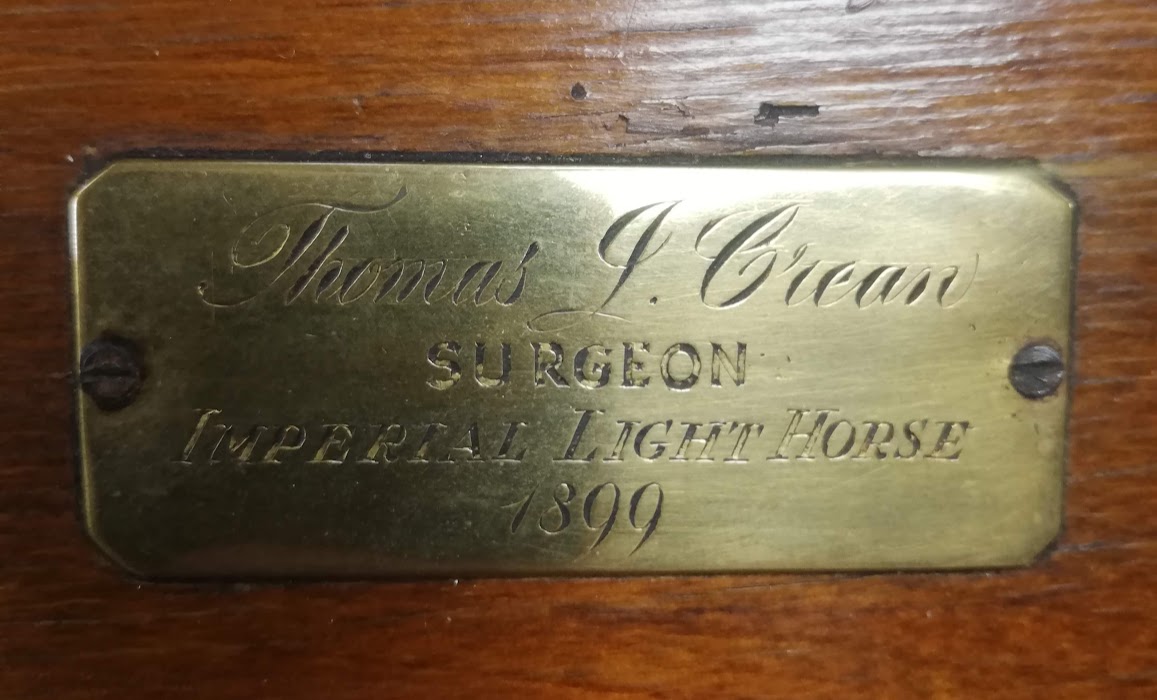 Thomas J. Crean
SURGEON
IMPERIAL LIGHT HORSE
1899